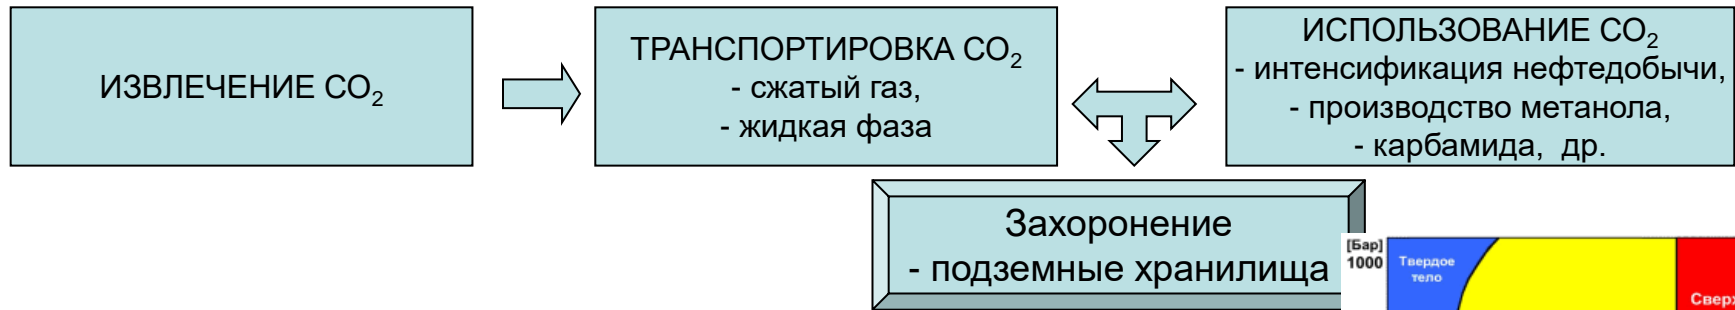 ИЗВЛЕЧЕНИЕ CO₂
ТРАНСПОРТИРОВКА CO₂
- сжатый газ,
- жидкая фаза
ИСПОЛЬЗОВАНИЕ CO₂
- интенсификация нефтедобычи,
- производство метанола,
- карбамида, др.
Захоронение
- подземные хранилища
[Бар]
1000
Твердое
тело
Сверх